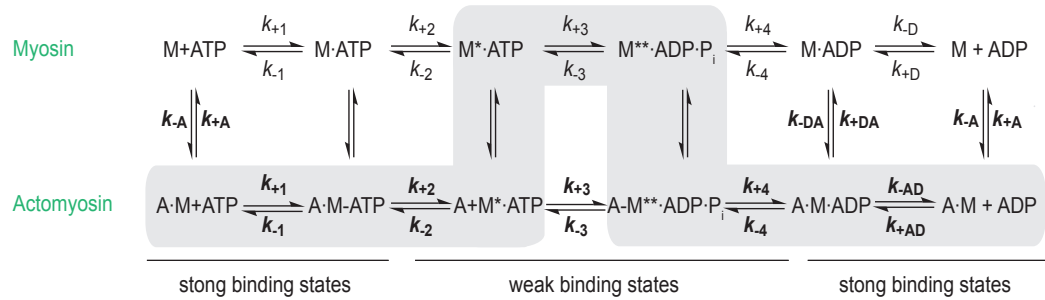 k+1 k+2 k+3 k+4 k-D
Myosin M+ATP M·ATP M*·ATP M**·ADP·Pi M·ADP M + ADP
k-1 k-2 k-3 k-4 k+D
k-A k+A k-DA k+DA k-A k+A
k+1 k+2 k+3 k+4 k-AD
Actomyosin A·M+ATP A·M-ATP A+M*·ATP A-M**·ADP·Pi A·M·ADP A·M + ADP
k-1 k-2 k-3 k-4 k+AD
stong binding states weak binding states strong binding states